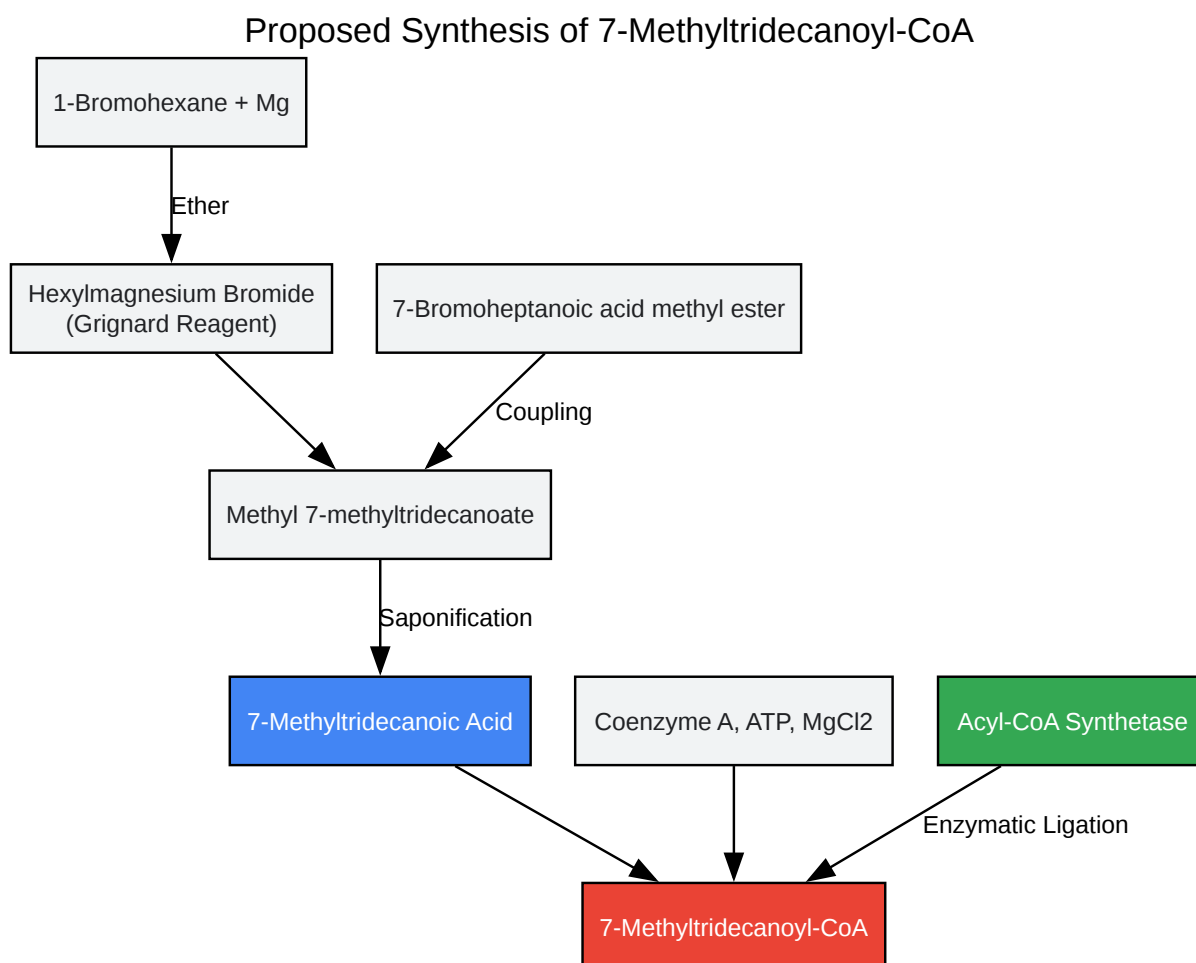 Proposed Synthesis of 7-Methyltridecanoyl-CoA
1-Bromohexane + Mg
Ether
Hexylmagnesium Bromide
(Grignard Reagent)
7-Bromoheptanoic acid methyl ester
Coupling
Methyl 7-methyltridecanoate
Saponification
7-Methyltridecanoic Acid
Coenzyme A, ATP, MgCl2
Acyl-CoA Synthetase
Enzymatic Ligation
7-Methyltridecanoyl-CoA